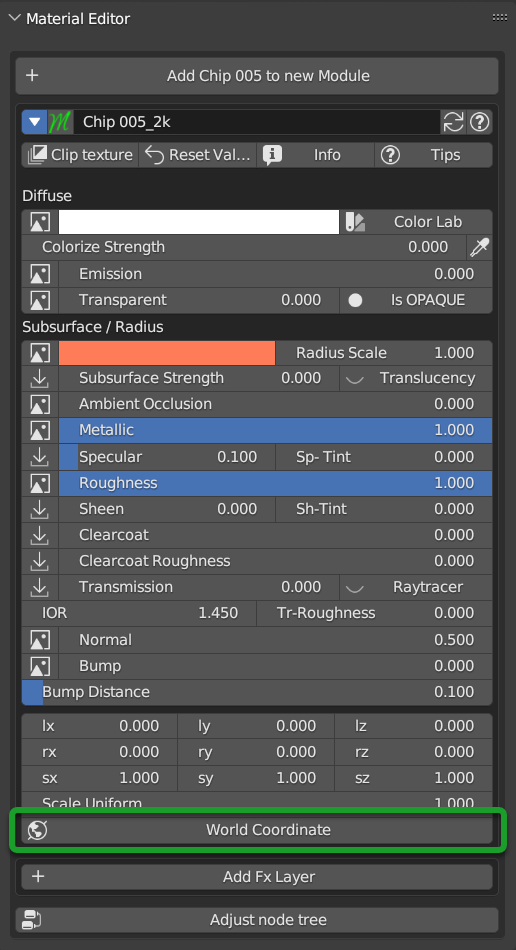 Material Editor
Add Chip 005 to new Module
Chip 005_2k
Clip texture Reset Val... Info Tips
Diffuse
Color Lab
Colorize Strength 0.000
Emission 0.000
Transparent 0.000 Is OPAQUE
Subsurface / Radius
Radius Scale 1.000
Subsurface Strength 0.000 Translucency
Ambient Occlusion 0.000
Metallic 1.000
Specular 0.100 Sp- Tint 0.000
Roughness 1.000
Sheen 0.000 Sh-Tint 0.000
Clearcoat 0.000
Clearcoat Roughness 0.000
Transmission 0.000 Raytracer
IOR 1.450 Tr-Roughness 0.000
Normal 0.500
Bump 0.000
Bump Distance 0.100
lx 0.000 ly 0.000 lz 0.000
rx 0.000 ry 0.000 rz 0.000
sx 1.000 sy 1.000 sz 1.000
Scale Uniform 1.000
World Coordinate
Add Fx Layer
Adjust node tree